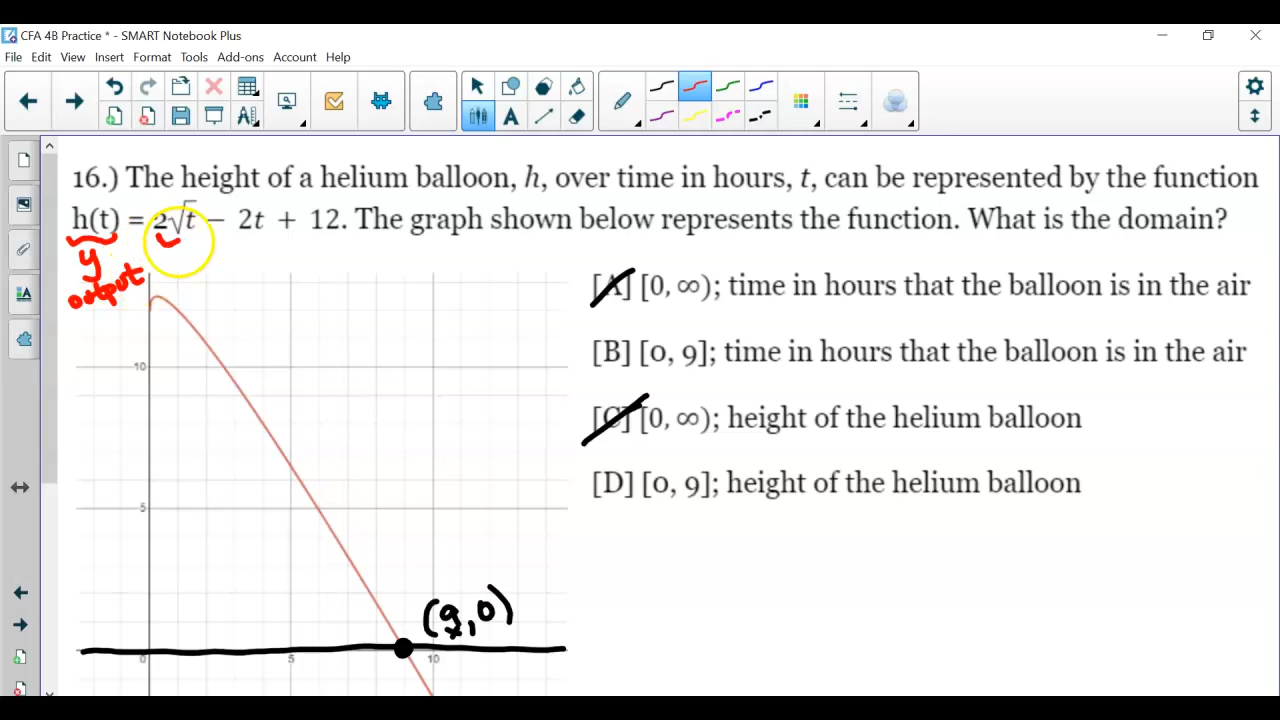 CFA 4B Practice * - SMART Notebook Plus
File Edit View Insert Format Tools Add-ons Account Help
16.) The height of a helium balloon, h, over time in hours, t, can be represented by the function
h(t) = 2√t − 2t + 12. The graph shown below represents the function. What is the domain?
y
output
[A] [0, ∞); time in hours that the balloon is in the air
[B] [0, 9]; time in hours that the balloon is in the air
[C] [0, ∞); height of the helium balloon
[D] [0, 9]; height of the helium balloon
10
5
(9,0)
0 5 10